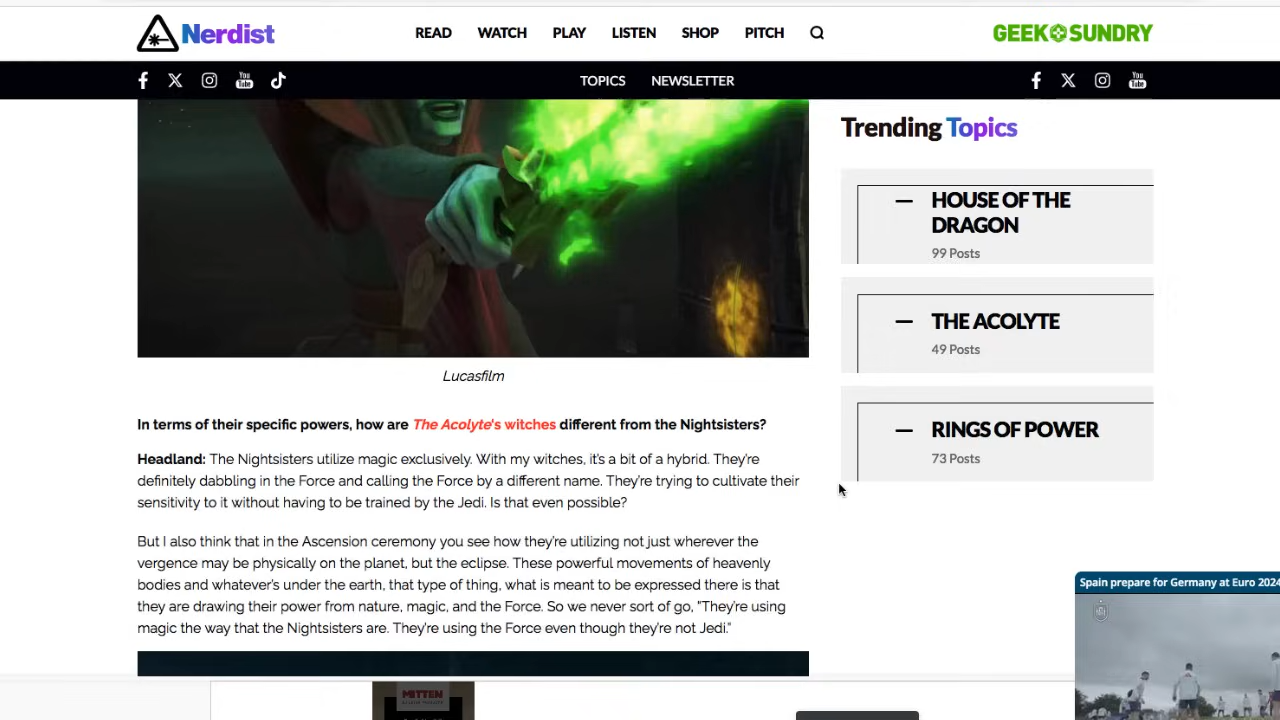 Nerdist
READ WATCH PLAY LISTEN SHOP PITCH
GEEK SUNDRY
You Tube
TOPICS NEWSLETTER
You Tube
Lucasfilm
In terms of their specific powers, how are The Acolyte's witches different from the Nightsisters?
Headland: The Nightsisters utilize magic exclusively. With my witches, it’s a bit of a hybrid. They’re
definitely dabbling in the Force and calling the Force by a different name. They’re trying to cultivate their
sensitivity to it without having to be trained by the Jedi. Is that even possible?
But I also think that in the Ascension ceremony you see how they’re utilizing not just wherever the
vergence may be physically on the planet, but the eclipse. These powerful movements of heavenly
bodies and whatever’s under the earth, that type of thing, what is meant to be expressed there is that
they are drawing their power from nature, magic, and the Force. So we never sort of go, “They’re using
magic the way that the Nightsisters are. They’re using the Force even though they’re not Jedi.”
Trending Topics
HOUSE OF THE
DRAGON
99 Posts
THE ACOLYTE
49 Posts
RINGS OF POWER
73 Posts
Spain prepare for Germany at Euro 2024
MITTEN